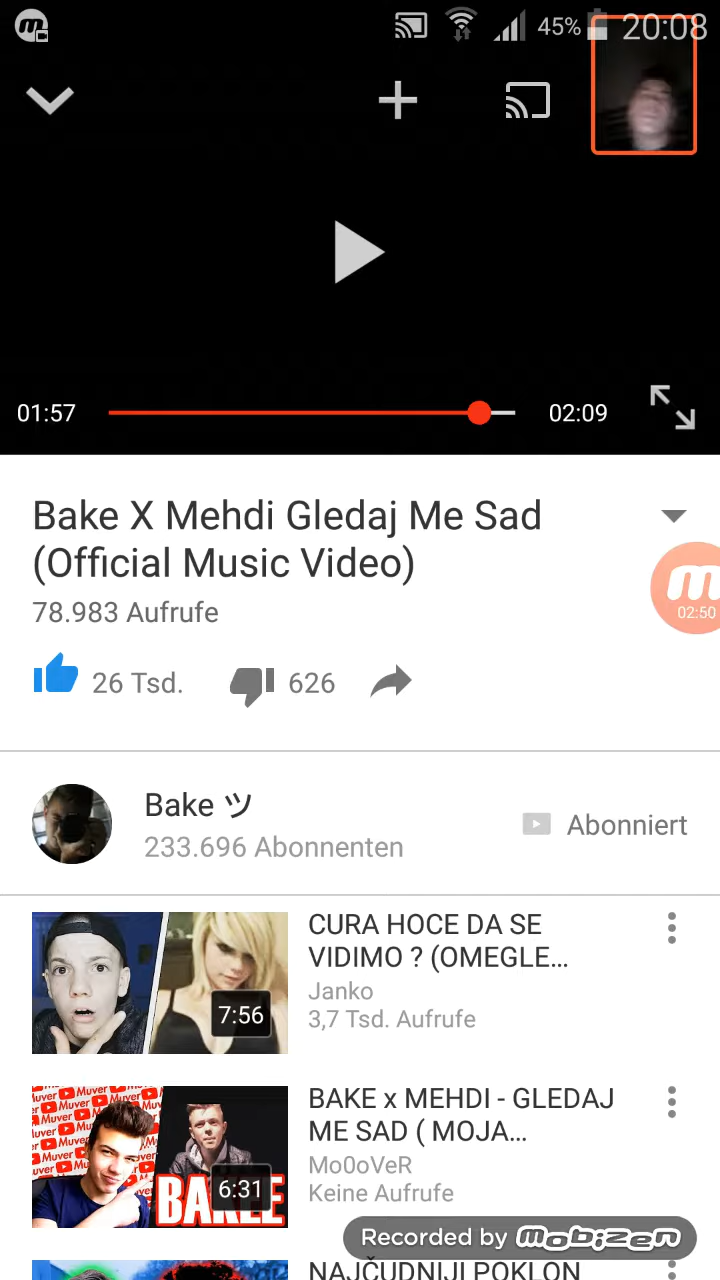 45% 20:08
01:57 02:09
Bake X Mehdi Gledaj Me Sad
(Official Music Video)
78.983 Aufrufe
02:50
26 Tsd. 626
Bake ツ
233.696 Abonnenten
Abonniert
CURA HOCE DA SE
VIDIMO ? (OMEGLE...
Janko
3,7 Tsd. Aufrufe
7:56
BAKE x MEHDI - GLEDAJ
ME SAD ( MOJA...
Mo0oVeR
Keine Aufrufe
Muver
6:31
Recorded by mobizen
NAJČUDNIJI POKLON